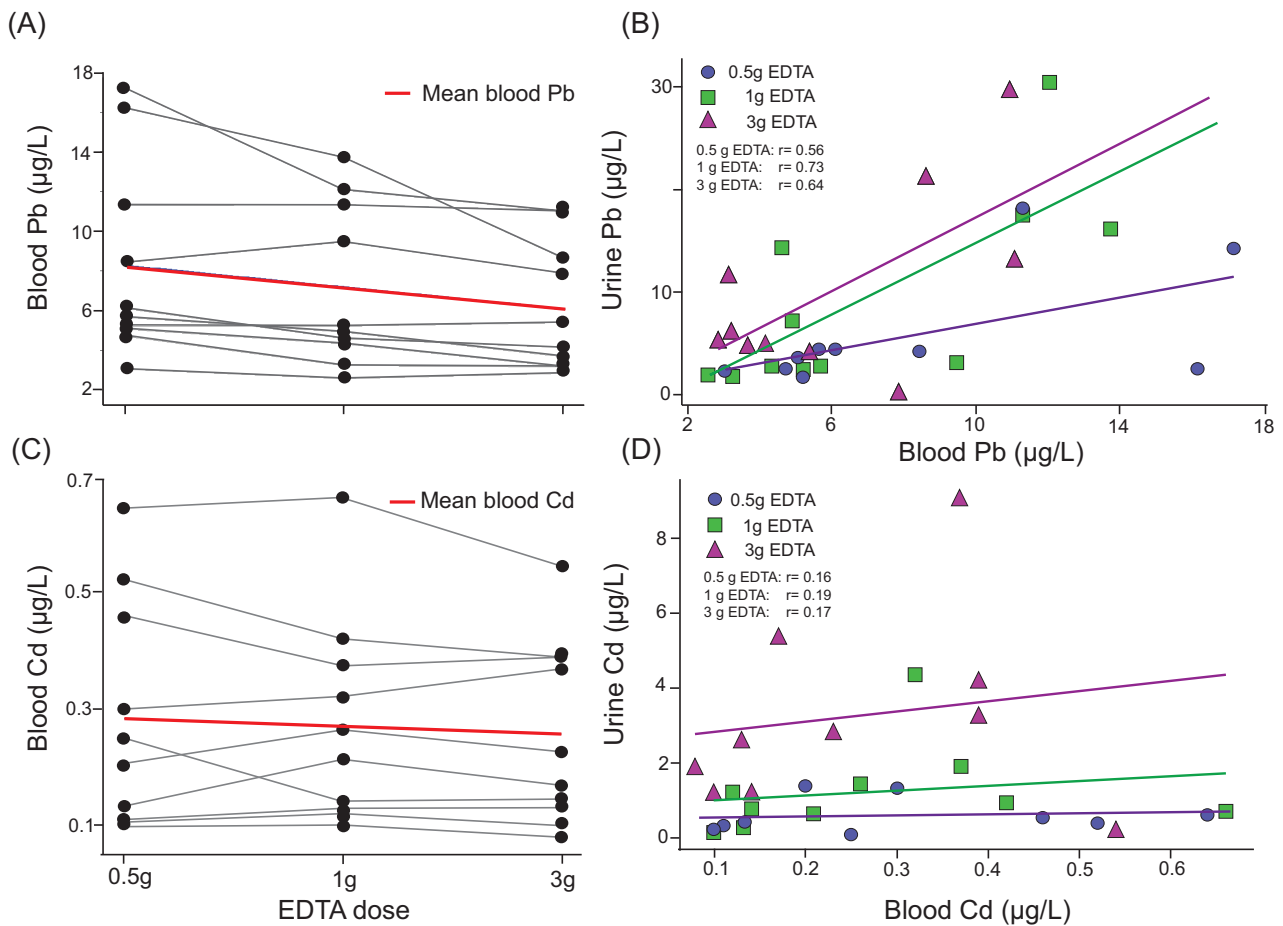 (A)
Blood Pb (µg/L)
18
14
10
6
2
Mean blood Pb
(B)
Urine Pb (µg/L)
30
10
0
0.5g EDTA
1g EDTA
3g EDTA
0.5 g EDTA: r= 0.56
1 g EDTA: r= 0.73
3 g EDTA: r= 0.64
2
6
10
14
18
Blood Pb (µg/L)
(C)
Blood Cd (µg/L)
0.7
0.5
0.3
0.1
Mean blood Cd
0.5g
1g
3g
EDTA dose
(D)
Urine Cd (µg/L)
8
6
4
2
0
0.5g EDTA
1g EDTA
3g EDTA
0.5 g EDTA: r= 0.16
1 g EDTA: r= 0.19
3 g EDTA: r= 0.17
0.1
0.2
0.3
0.4
0.5
0.6
Blood Cd (µg/L)